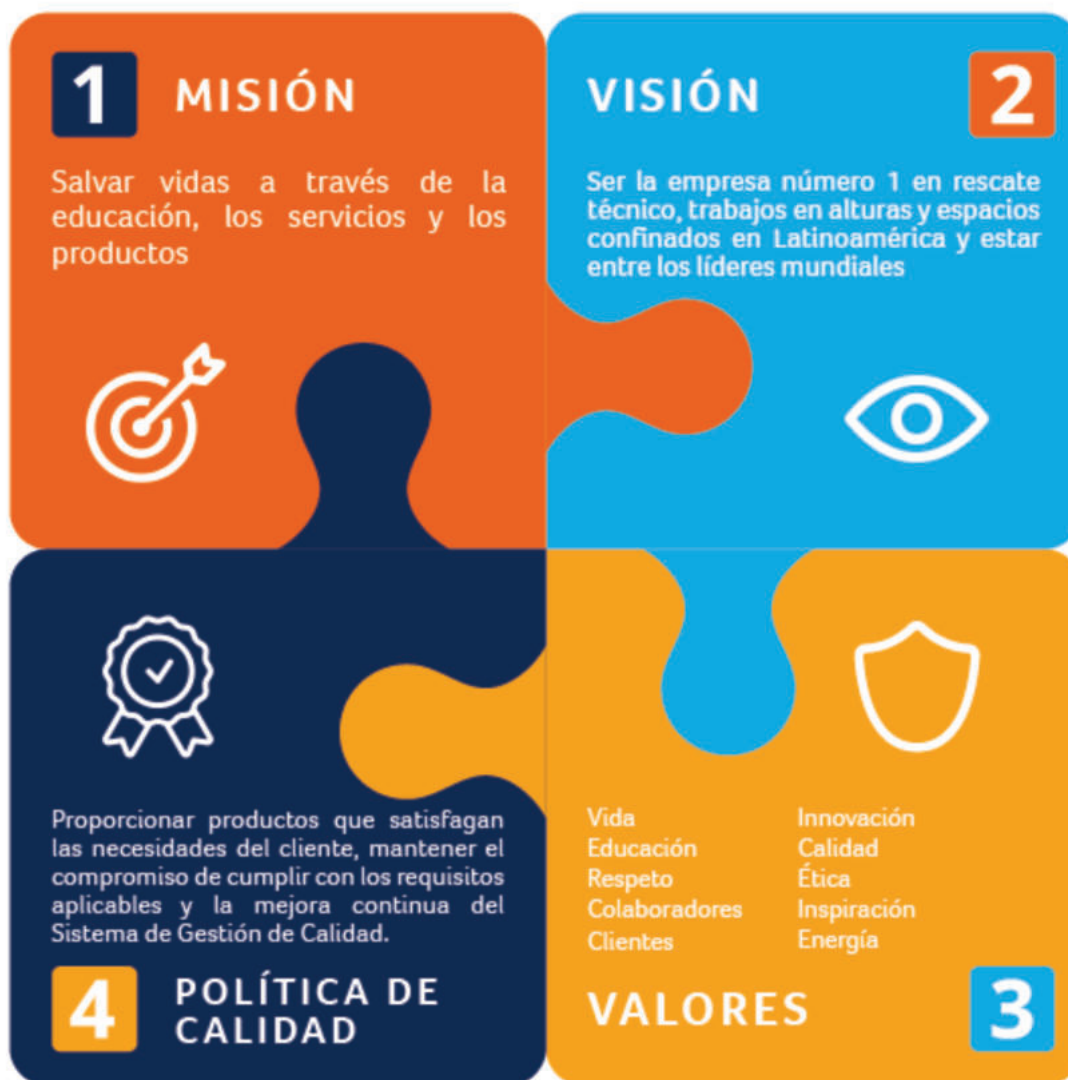 1 MISIÓN
Salvar vidas a través de la
educación, los servicios y los
productos
VISIÓN 2
Ser la empresa número 1 en rescate
técnico, trabajos en alturas y espacios
confinados en Latinoamérica y estar
entre los líderes mundiales
Vida
Educación
Respeto
Colaboradores
Clientes
Innovación
Calidad
Ética
Inspiración
Energía
VALORES 3
Proporcionar productos que satisfagan
las necesidades del cliente, mantener el
compromiso de cumplir con los requisitos
aplicables y la mejora continua del
Sistema de Gestión de Calidad.
4 POLÍTICA DE
CALIDAD